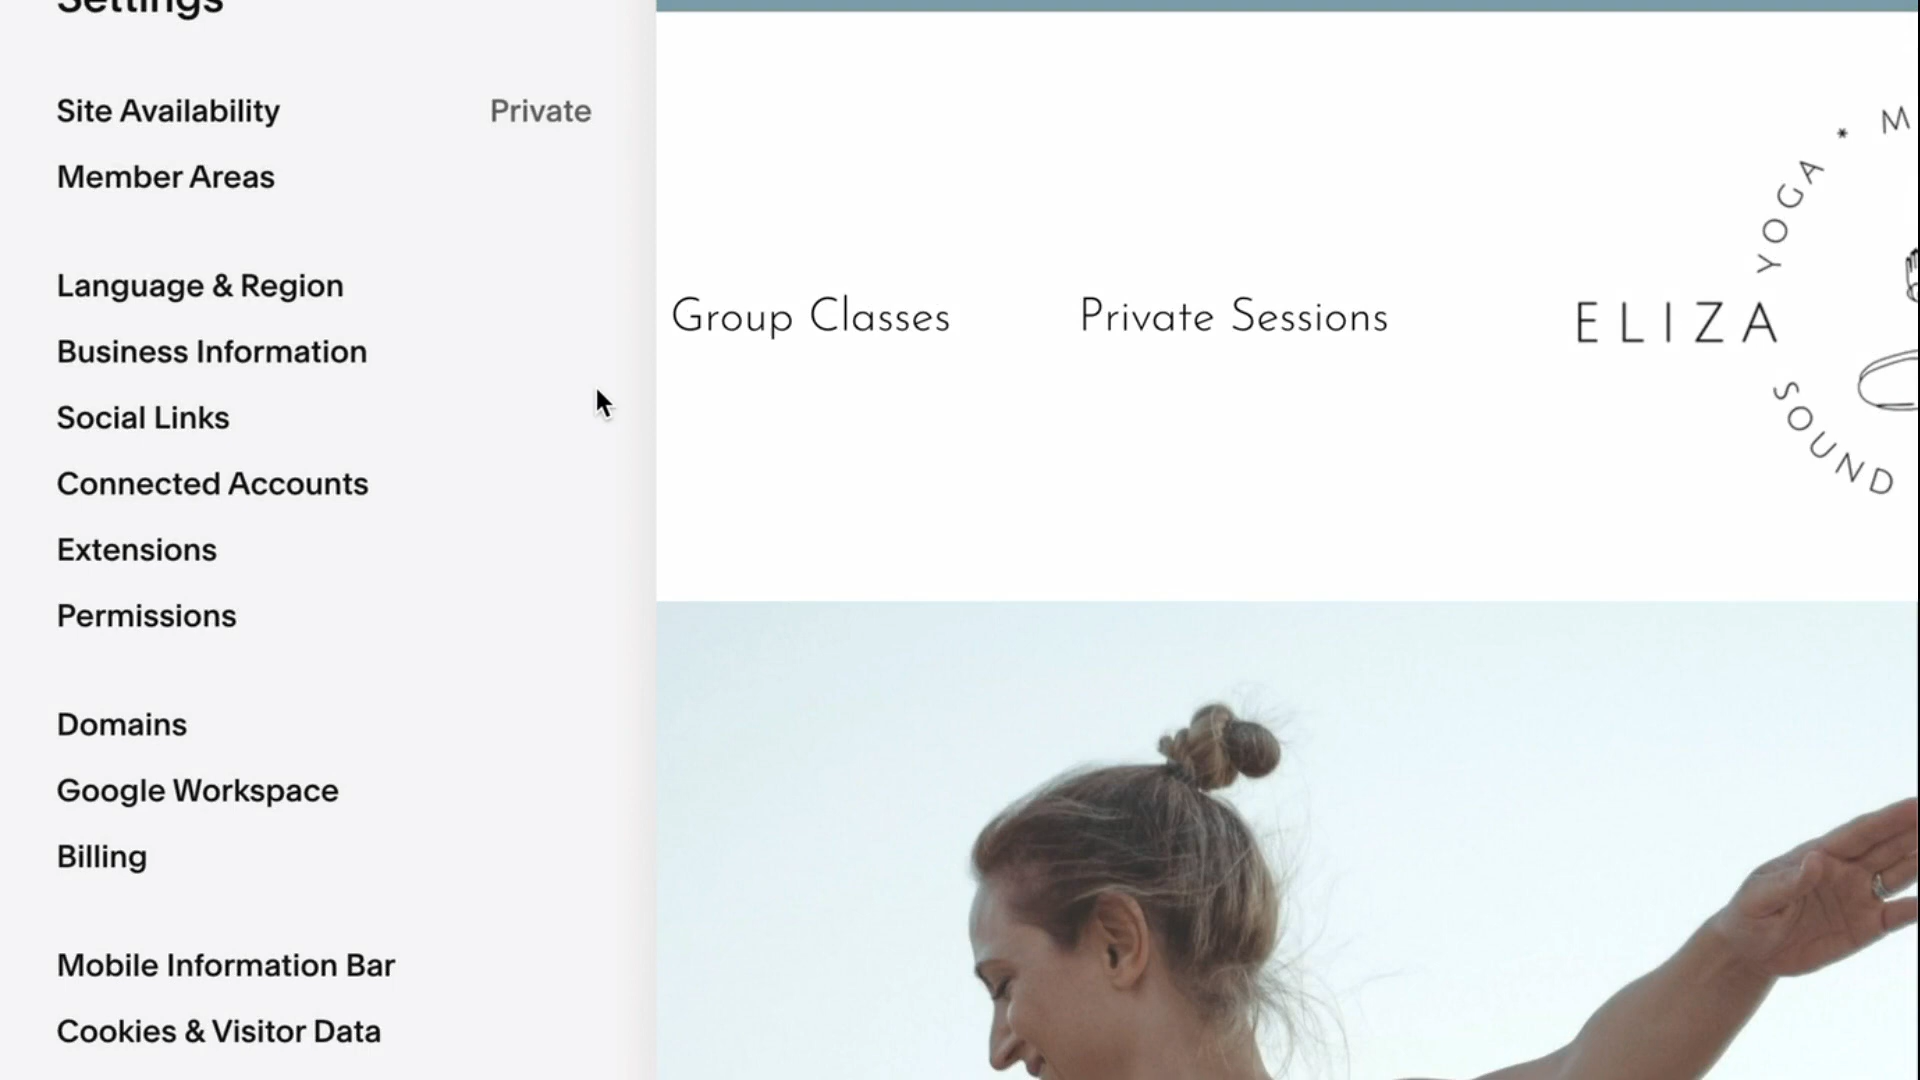 Settings
Site Availability Private
Member Areas
Language & Region
Business Information
Social Links
Connected Accounts
Extensions
Permissions
Domains
Google Workspace
Billing
Mobile Information Bar
Cookies & Visitor Data
Group Classes
Private Sessions
ELIZA
YOGA * M
SOUND